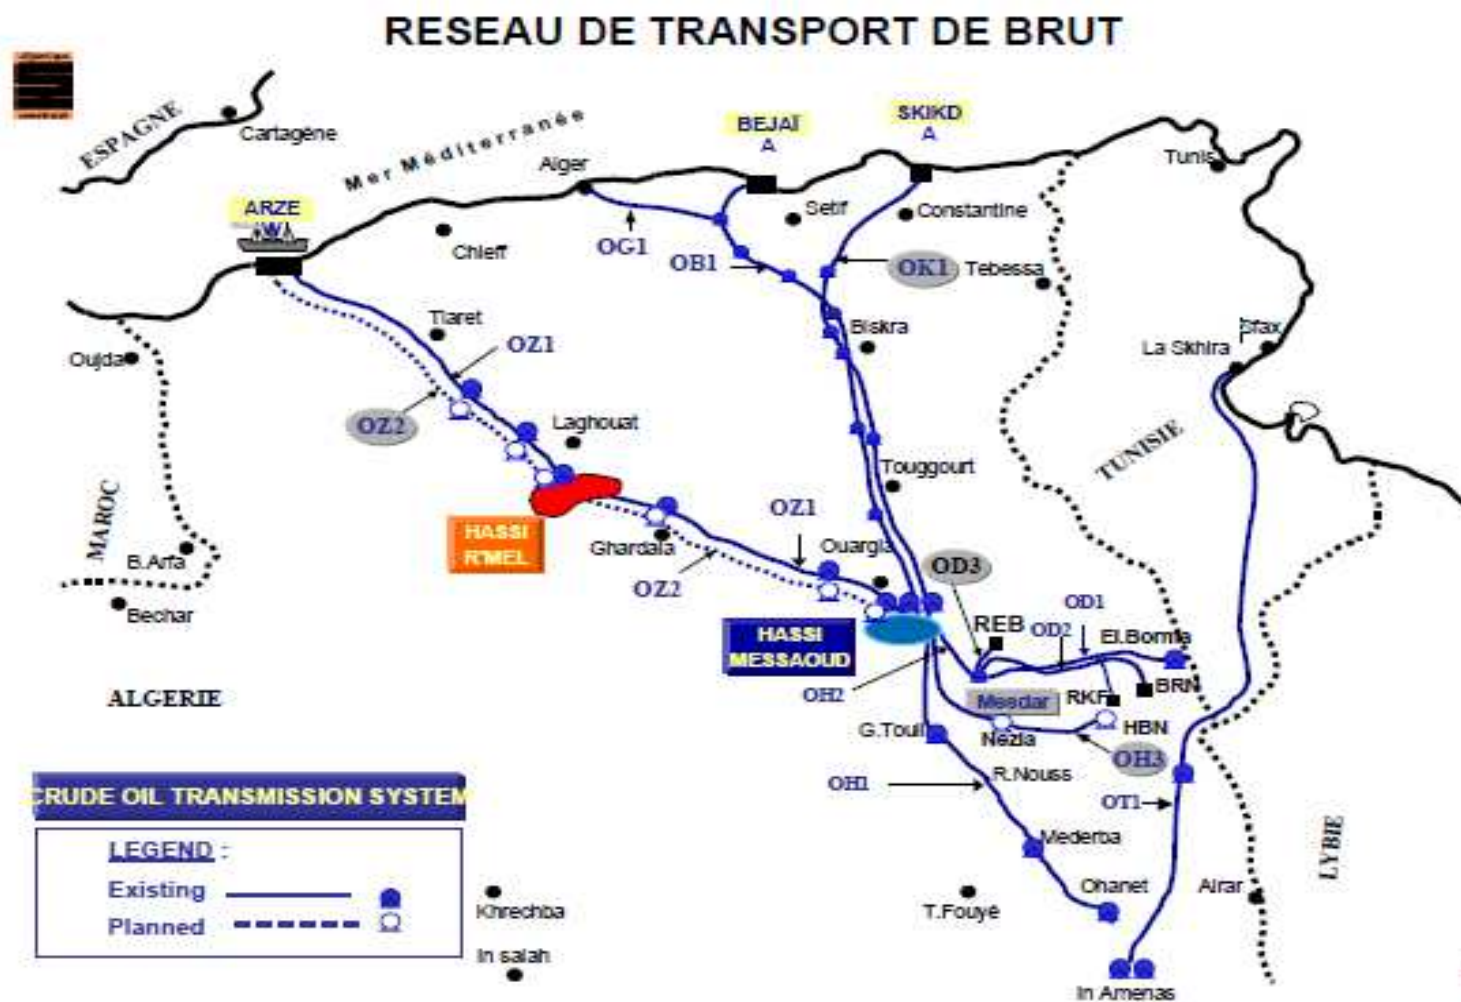 RESEAU DE TRANSPORT DE BRUT
ESPAGNE
Cartagène
Mer Méditerranée
BEJAÏ
A
SKIKD
A
Alger
Tunis
ARZE
W
Setif
Constantine
Chleff
OG1
OB1
OK1
Tebessa
Tiaret
Biskra
Sfax
La Skhira
Oujda
OZ1
OZ2
Laghouat
TUNISIE
Touggourt
MAROC
HASSI
R'MEL
OZ1
Ghardaia
Ouargla
B.Arfa
OZ2
OD3
Bechar
REB
OD1
OD2
El.Borma
HASSI
MESSAOUD
OH2
Mesdar
RKF
BRN
ALGERIE
G.Touil
Nezla
HBN
OH3
R.Nouss
OH1
OT1
CRUDE OIL TRANSMISSION SYSTEM
LEGEND :
Existing
Planned
Mederba
LYBIE
Ohanet
Alrar
Khrechba
T.Fouyé
In salah
In Amenas